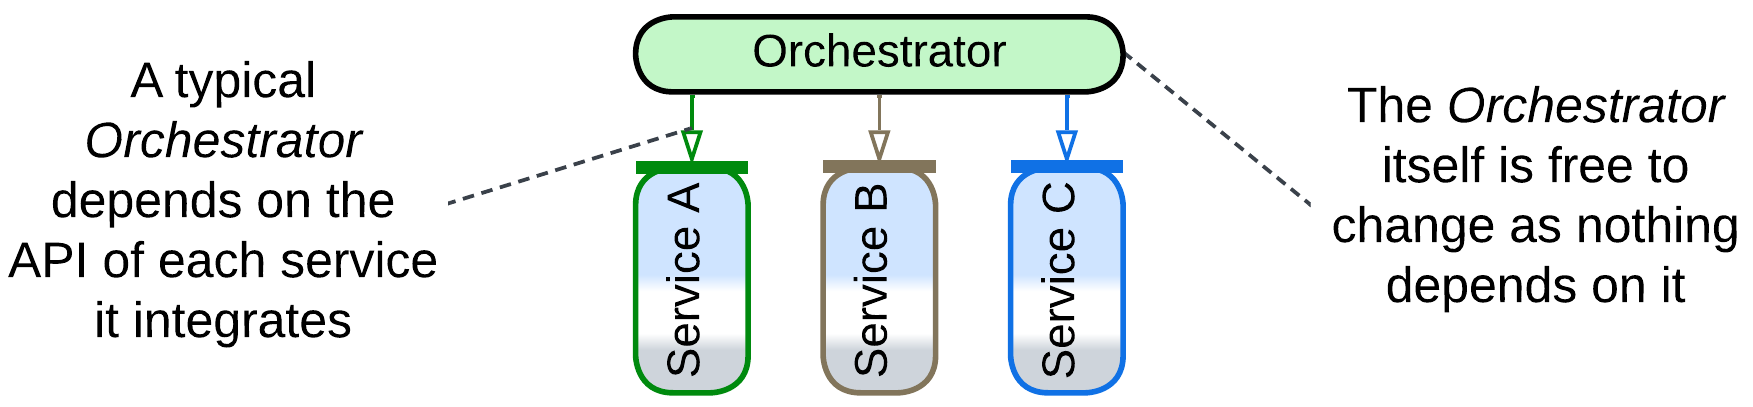 Orchestrator
A typical
Orchestrator
depends on the
API of each service
it integrates
The Orchestrator
itself is free to
change as nothing
depends on it
Service A
Service B
Service C